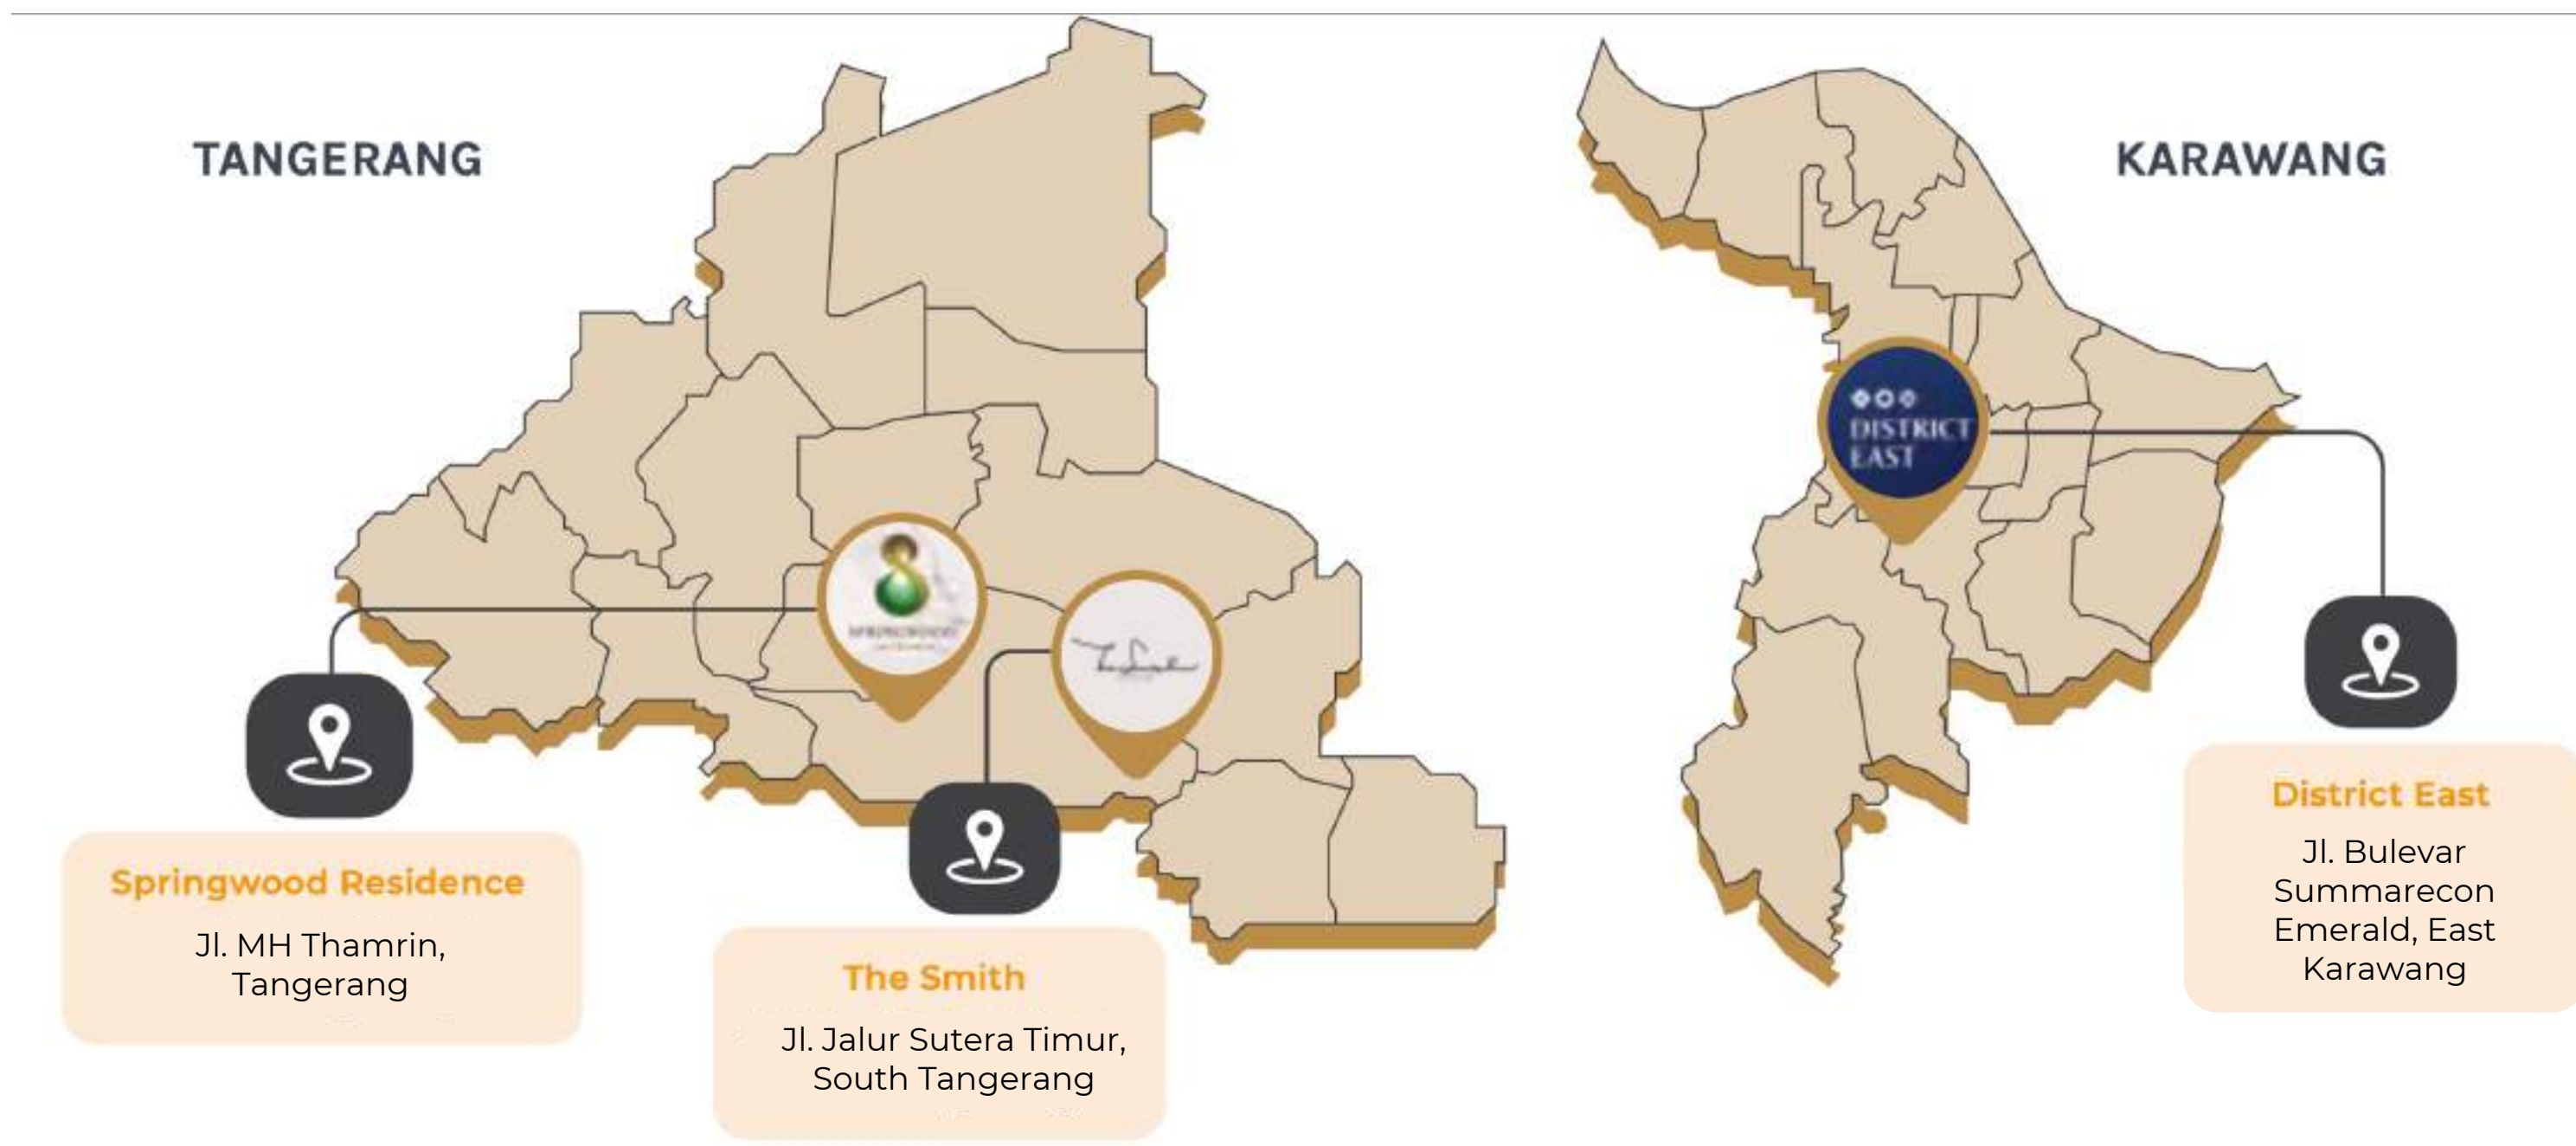 TANGERANG
KARAWANG
DISTRICT
EAST
SPRINGWOOD
Springwood Residence
Jl. MH Thamrin,
Tangerang
The Smith
Jl. Jalur Sutera Timur,
South Tangerang
District East
Jl. Bulevar
Summarecon
Emerald, East
Karawang